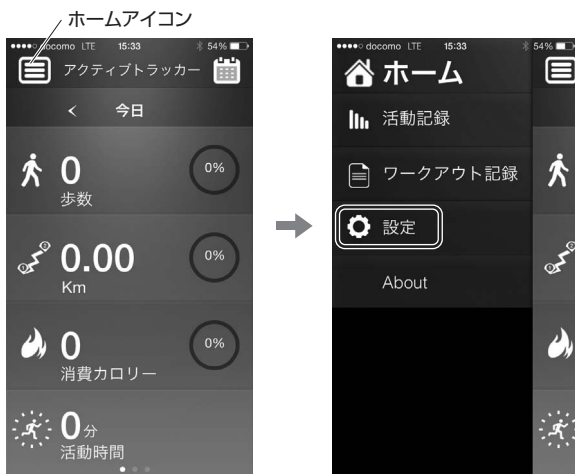 ホームアイコン
docomo LTE 15:33 54%
アクティブトラッカー
< 今日
0
歩数
0%
0.00
Km
0%
0
消費カロリー
0%
0分
活動時間
docomo LTE 15:33 54%
ホーム
活動記録
ワークアウト記録
設定
About